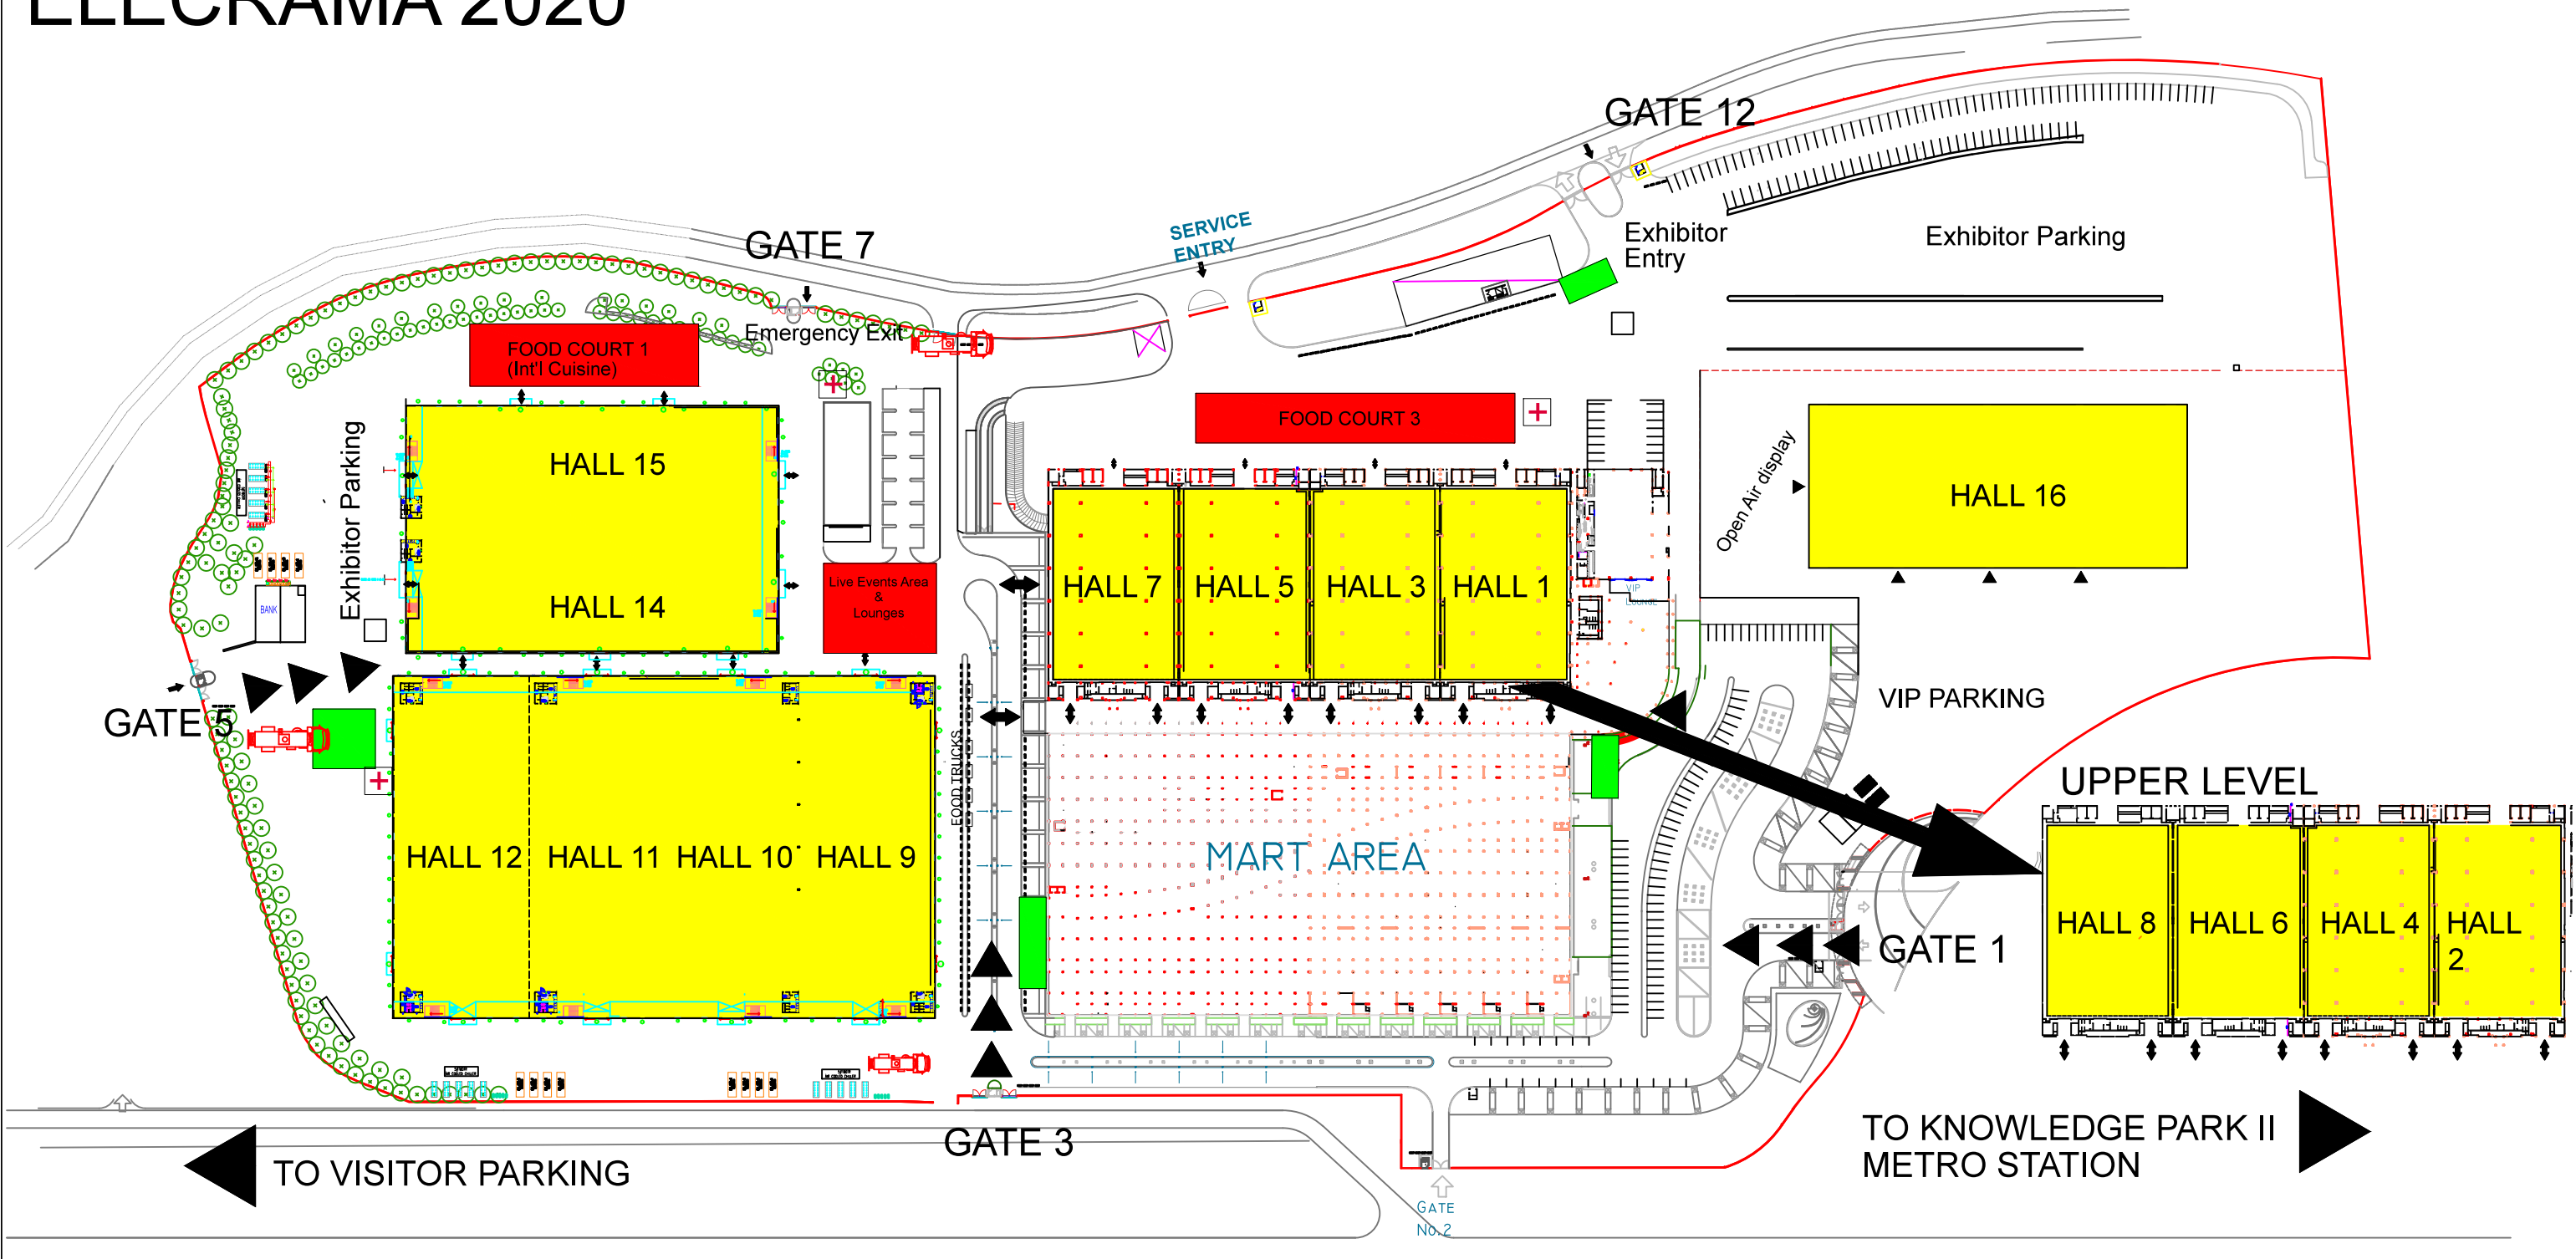 ELECRAMA 2020
GATE 12
GATE 7
SERVICE
ENTRY
Exhibitor
Entry
Exhibitor Parking
Emergency Exit
FOOD COURT 1
(Int'l Cuisine)
FOOD COURT 3
Exhibitor Parking
HALL 15
HALL 14
Open Air display
HALL 16
Live Events Area
&
Lounges
HALL 7
HALL 5
HALL 3
HALL 1
VIP
LOUNGE
BANK
GATE 5
VIP PARKING
FOOD TRUCKS
UPPER LEVEL
HALL 12
HALL 11
HALL 10
HALL 9
MART AREA
HALL 8
HALL 6
HALL 4
HALL
2
GATE 1
GATE 3
TO VISITOR PARKING
TO KNOWLEDGE PARK II
METRO STATION
GATE
No.2